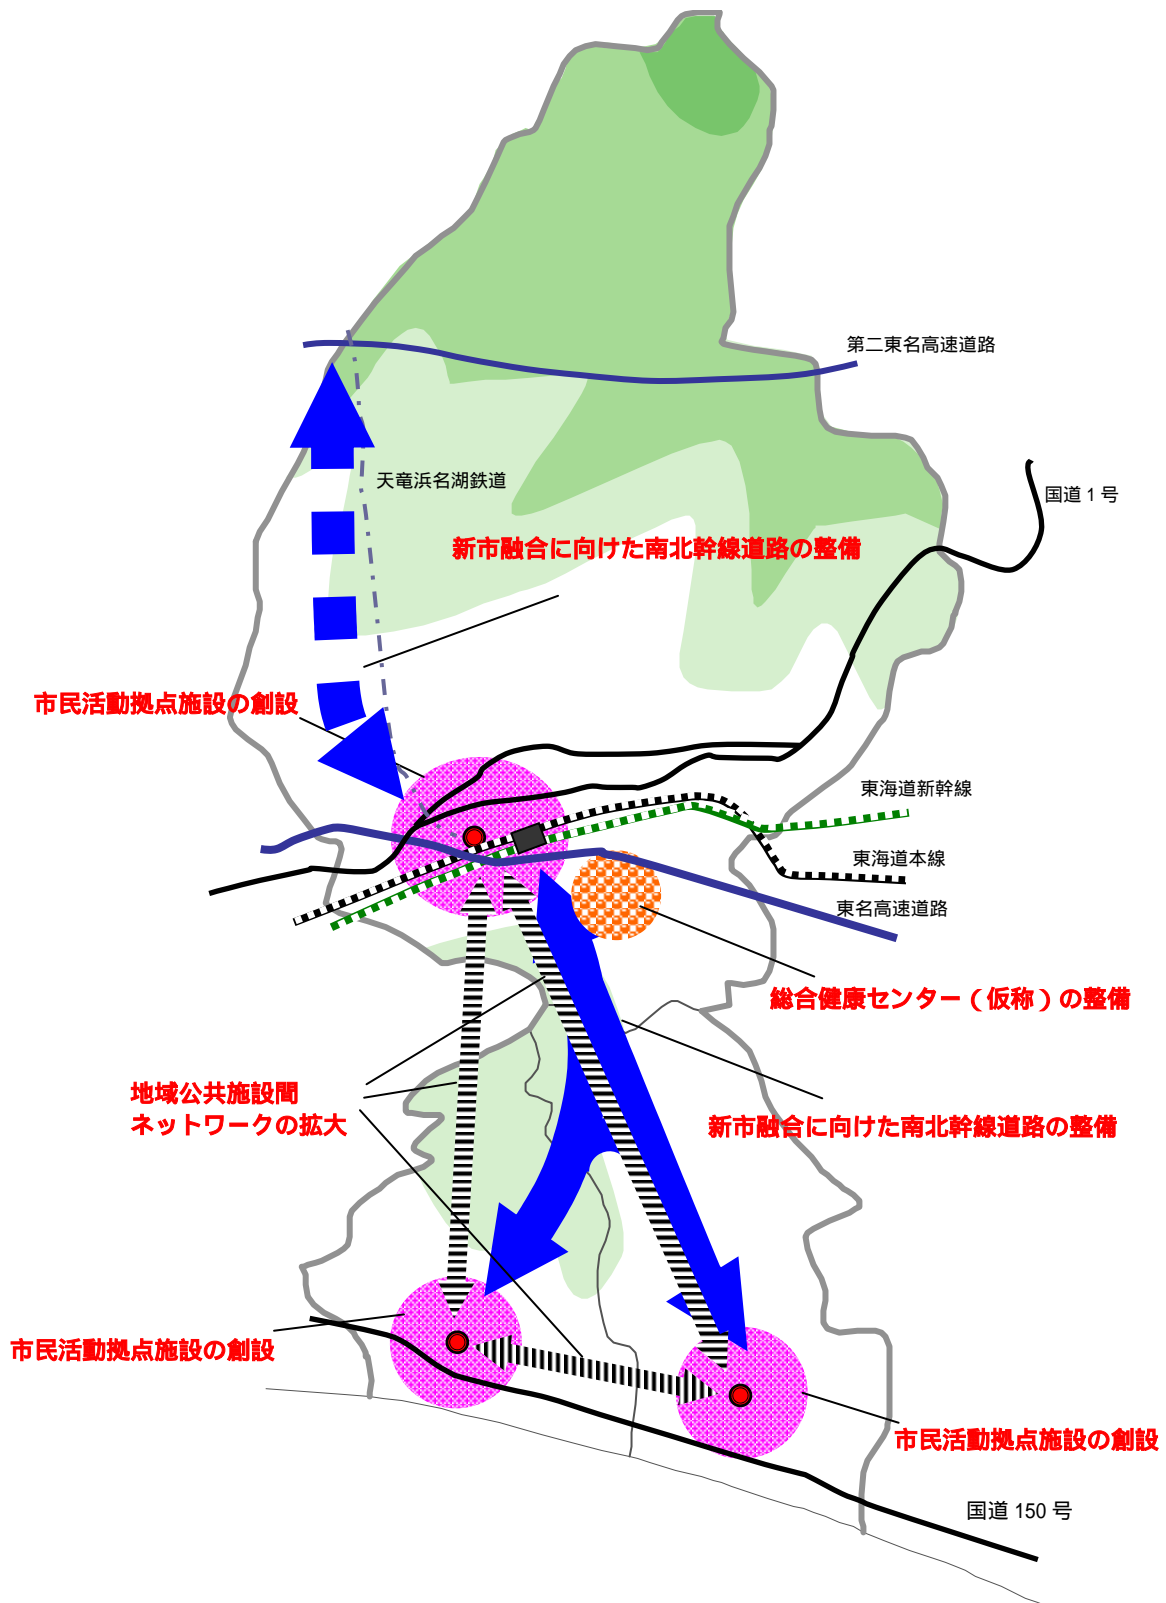 第二東名高速道路
天竜浜名湖鉄道
国道1号
新市融合に向けた南北幹線道路の整備
市民活動拠点施設の創設
東海道新幹線
東海道本線
東名高速道路
総合健康センター(仮称)の整備
地域公共施設間
ネットワークの拡大
新市融合に向けた南北幹線道路の整備
市民活動拠点施設の創設
市民活動拠点施設の創設
国道150号